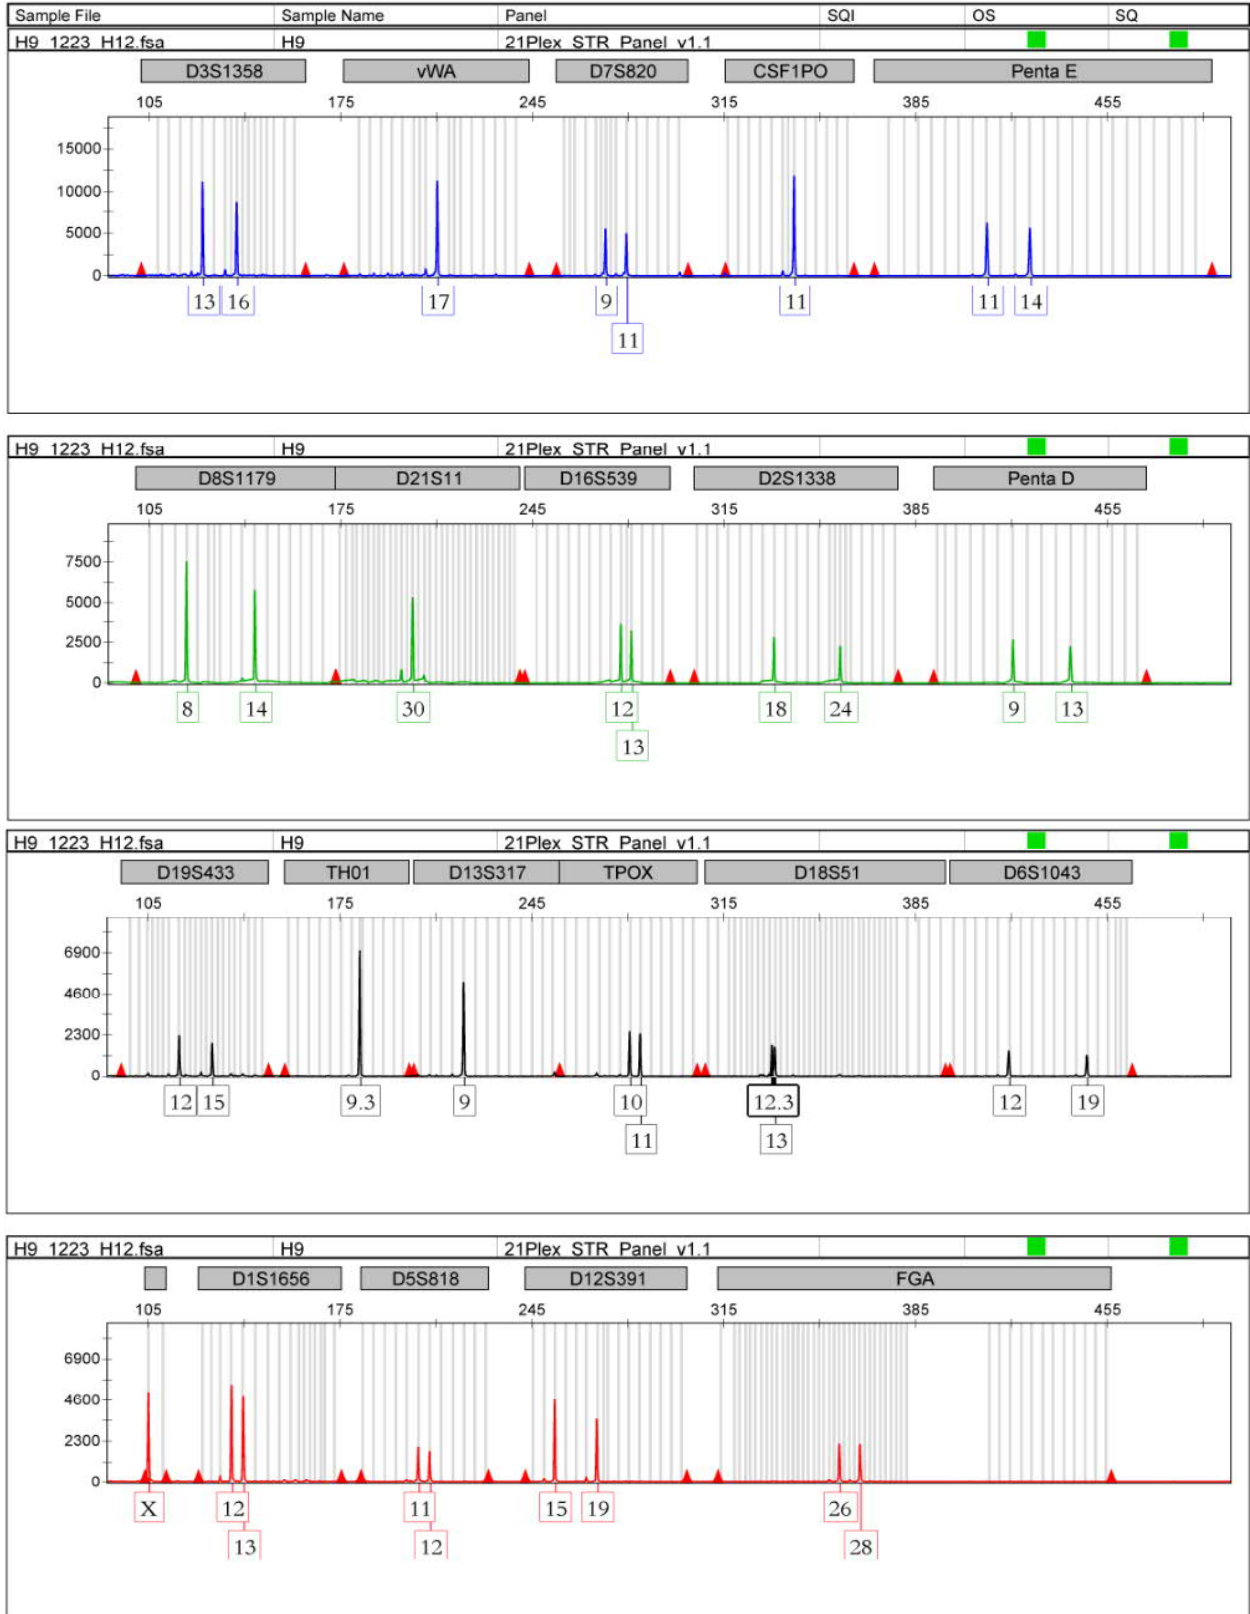 Sample File Sample Name Panel SQI OS SQ
H9_1223_H12.fsa H9 21Plex_STR_Panel_v1.1
D3S1358 vWA D7S820 CSF1PO Penta E
105 175 245 315 385 455
15000
10000
5000
0
13 16 17 9 11 11 14
11
H9_1223_H12.fsa H9 21Plex_STR_Panel_v1.1
D8S1179 D21S11 D16S539 D2S1338 Penta D
105 175 245 315 385 455
7500
5000
2500
0
8 14 30 12 18 24 9 13
13
H9_1223_H12.fsa H9 21Plex_STR_Panel_v1.1
D19S433 TH01 D13S317 TPOX D18S51 D6S1043
105 175 245 315 385 455
6900
4600
2300
0
12 15 9.3 9 10 12.3 12 19
11 13
H9_1223_H12.fsa H9 21Plex_STR_Panel_v1.1
D1S1656 D5S818 D12S391 FGA
105 175 245 315 385 455
6900
4600
2300
0
X 12 11 15 19 26
13 12 28